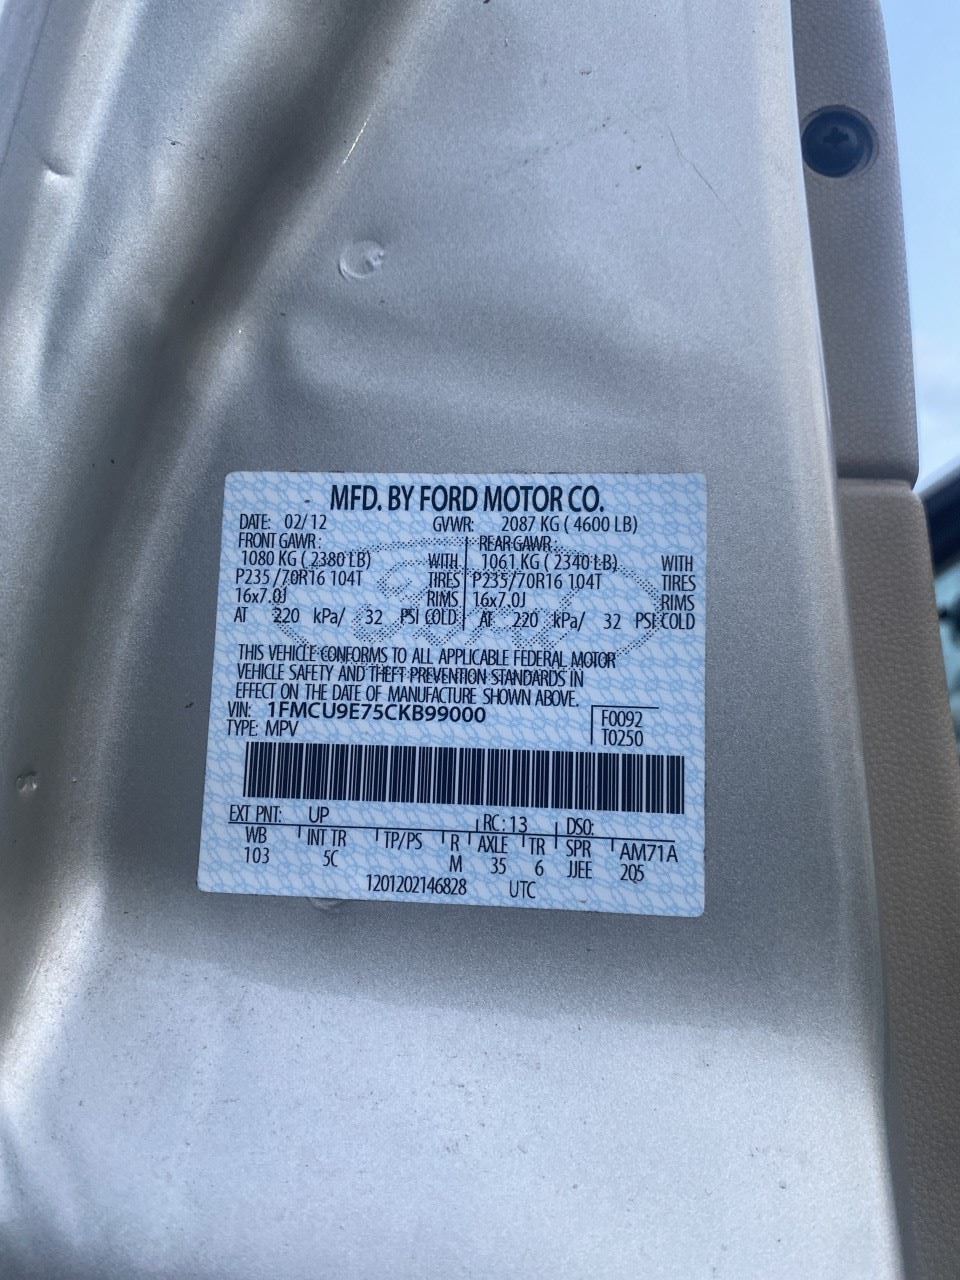 MFD. BY FORD MOTOR CO.
DATE: 02/12 GVWR: 2087 KG ( 4600 LB)
FRONT GAWR: REAR GAWR:
1080 KG ( 2380 LB) WITH 1061 KG ( 2340 LB) WITH
P235/70R16 104T TIRES P235/70R16 104T TIRES
16x7.0J RIMS 16x7.0J RIMS
AT 220 kPa/ 32 PSI COLD AT 220 kPa/ 32 PSI COLD
THIS VEHICLE CONFORMS TO ALL APPLICABLE FEDERAL MOTOR
VEHICLE SAFETY AND THEFT PREVENTION STANDARDS IN
EFFECT ON THE DATE OF MANUFACTURE SHOWN ABOVE.
VIN: 1FMCU9E75CKB99000 F0092
TYPE: MPV T0250
EXT PNT: UP RC: 13 DSO:
WB INT TR TP/PS R AXLE TR SPR AM71A
103 5C M 35 6 JJEE 205
1201202146828 UTC